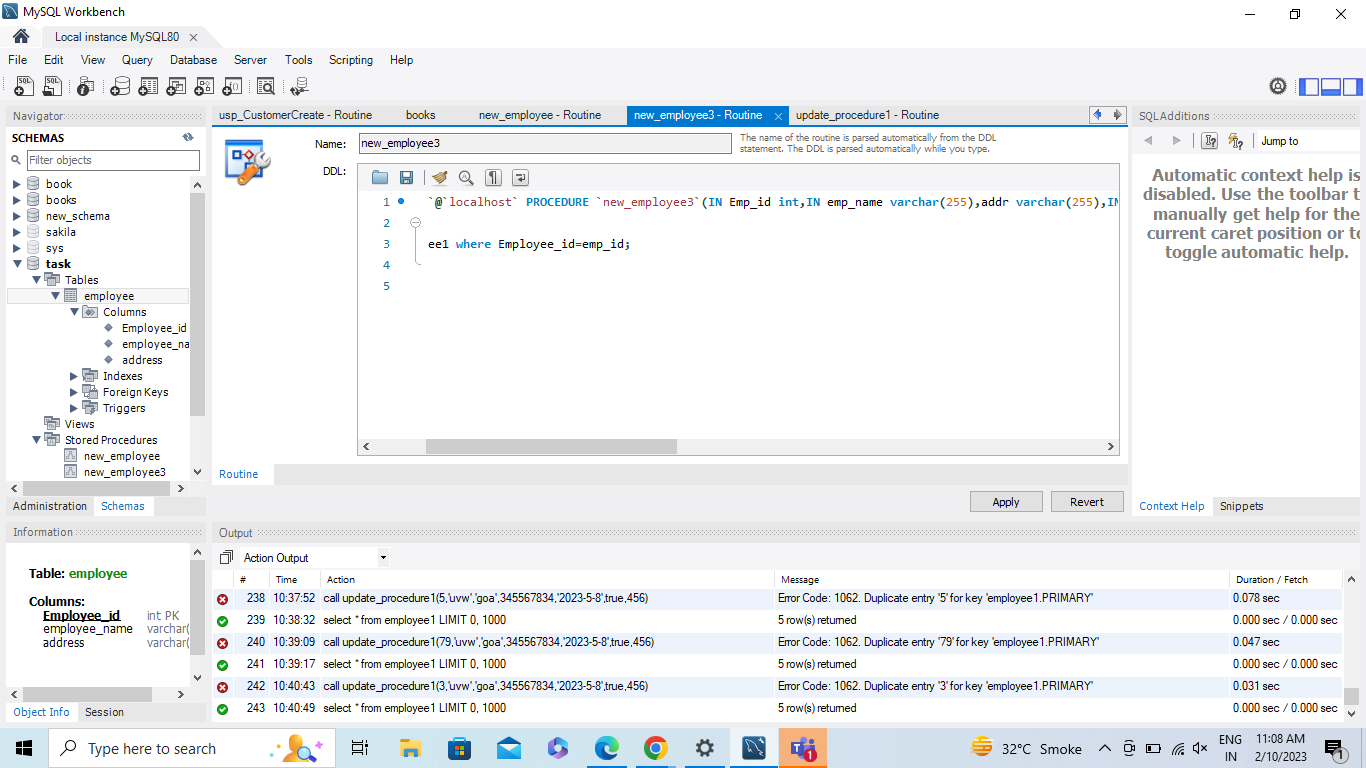 MySQL Workbench
Local instance MySQL80
File Edit View Query Database Server Tools Scripting Help
Navigator
SCHEMAS
Filter objects
book
books
new_schema
sakila
sys
task
Tables
employee
Columns
Employee_id
employee_na
address
Indexes
Foreign Keys
Triggers
Views
Stored Procedures
new_employee
new_employee3
Administration Schemas
Information
Table: employee
Columns:
Employee_id int PK
employee_name varchar(
address varchar(
Object Info Session
usp_CustomerCreate - Routine books new_employee - Routine new_employee3 - Routine update_procedure1 - Routine
Name: new_employee3
The name of the routine is parsed automatically from the DDL
statement. The DDL is parsed automatically while you type.
DDL:
1 `@`localhost` PROCEDURE `new_employee3`(IN Emp_id int,IN emp_name varchar(255),addr varchar(255),IN
2
3 ee1 where Employee_id=emp_id;
4
5
Routine
Apply Revert
SQLAdditions
Jump to
Automatic context help is
disabled. Use the toolbar t
manually get help for the
current caret position or to
toggle automatic help.
Context Help Snippets
Output
Action Output
# Time Action Message Duration / Fetch
238 10:37:52 call update_procedure1(5,'uvw','goa',345567834,'2023-5-8',true,456) Error Code: 1062. Duplicate entry '5' for key 'employee1.PRIMARY' 0.078 sec
239 10:38:32 select * from employee1 LIMIT 0, 1000 5 row(s) returned 0.000 sec / 0.000 sec
240 10:39:09 call update_procedure1(79,'uvw','goa',345567834,'2023-5-8',true,456) Error Code: 1062. Duplicate entry '79' for key 'employee1.PRIMARY' 0.047 sec
241 10:39:17 select * from employee1 LIMIT 0, 1000 5 row(s) returned 0.000 sec / 0.000 sec
242 10:40:43 call update_procedure1(3,'uvw','goa',345567834,'2023-5-8',true,456) Error Code: 1062. Duplicate entry '3' for key 'employee1.PRIMARY' 0.031 sec
243 10:40:49 select * from employee1 LIMIT 0, 1000 5 row(s) returned 0.000 sec / 0.000 sec
Type here to search
32°C Smoke
ENG
IN
11:08 AM
2/10/2023
1
1